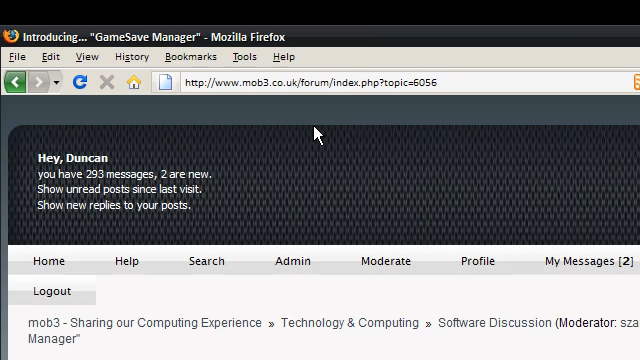 Introducing... "GameSave Manager" - Mozilla Firefox
File Edit View History Bookmarks Tools Help
http://www.mob3.co.uk/forum/index.php?topic=6056
Hey, Duncan
you have 293 messages, 2 are new.
Show unread posts since last visit.
Show new replies to your posts.
Home Help Search Admin Moderate Profile My Messages [2]
Logout
mob3 - Sharing our Computing Experience » Technology & Computing » Software Discussion (Moderator: sza
Manager"